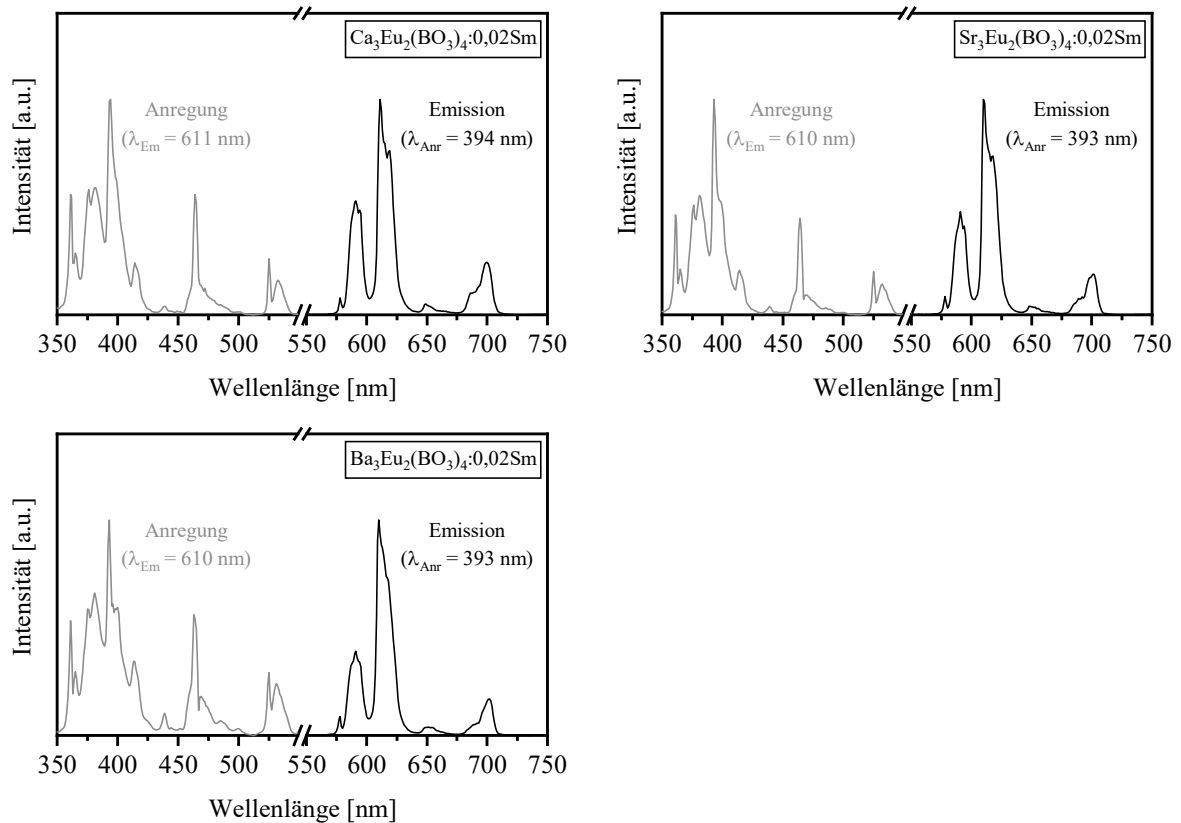 Ca₃Eu₂(BO₃)₄:0,02Sm
Intensität [a.u.]
Anregung
(λEm = 611 nm)
Emission
(λAnr = 394 nm)
350 400 450 500 550 600 650 700 750
Wellenlänge [nm]
Sr₃Eu₂(BO₃)₄:0,02Sm
Intensität [a.u.]
Anregung
(λEm = 610 nm)
Emission
(λAnr = 393 nm)
350 400 450 500 550 600 650 700 750
Wellenlänge [nm]
Ba₃Eu₂(BO₃)₄:0,02Sm
Intensität [a.u.]
Anregung
(λEm = 610 nm)
Emission
(λAnr = 393 nm)
350 400 450 500 550 600 650 700 750
Wellenlänge [nm]